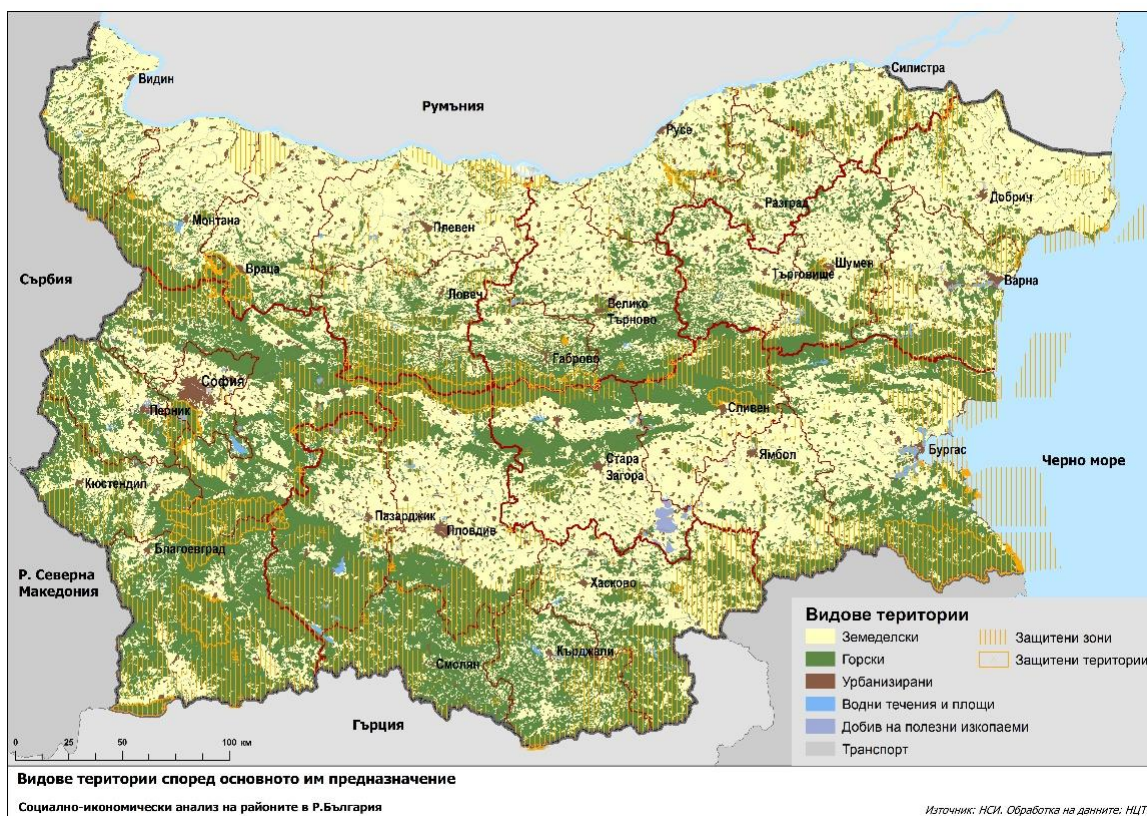 Силистра
Видин
Румъния
Русе
Добрич
Разград
Монтана
Плевен
Шумен
Търговище
Враца
Варна
Сърбия
Ловеч
Велико
Търново
Габрово
София
Перник
Сливен
Бургас
Ямбол
Стара
Загора
Черно море
Кюстендил
Пазарджик
Пловдив
Благоевград
Р. Северна
Македония
Хасково
Кърджали
Смолян
Гърция
Видове територии
Земеделски
Горски
Урбанизирани
Водни течения и площи
Добив на полезни изкопаеми
Транспорт
Защитени зони
Защитени територии
0 25 50 100 км
Видове територии според основното им предназначение
Социално-икономически анализ на районите в Р.България
Източник: НСИ. Обработка на данните: НЦТ